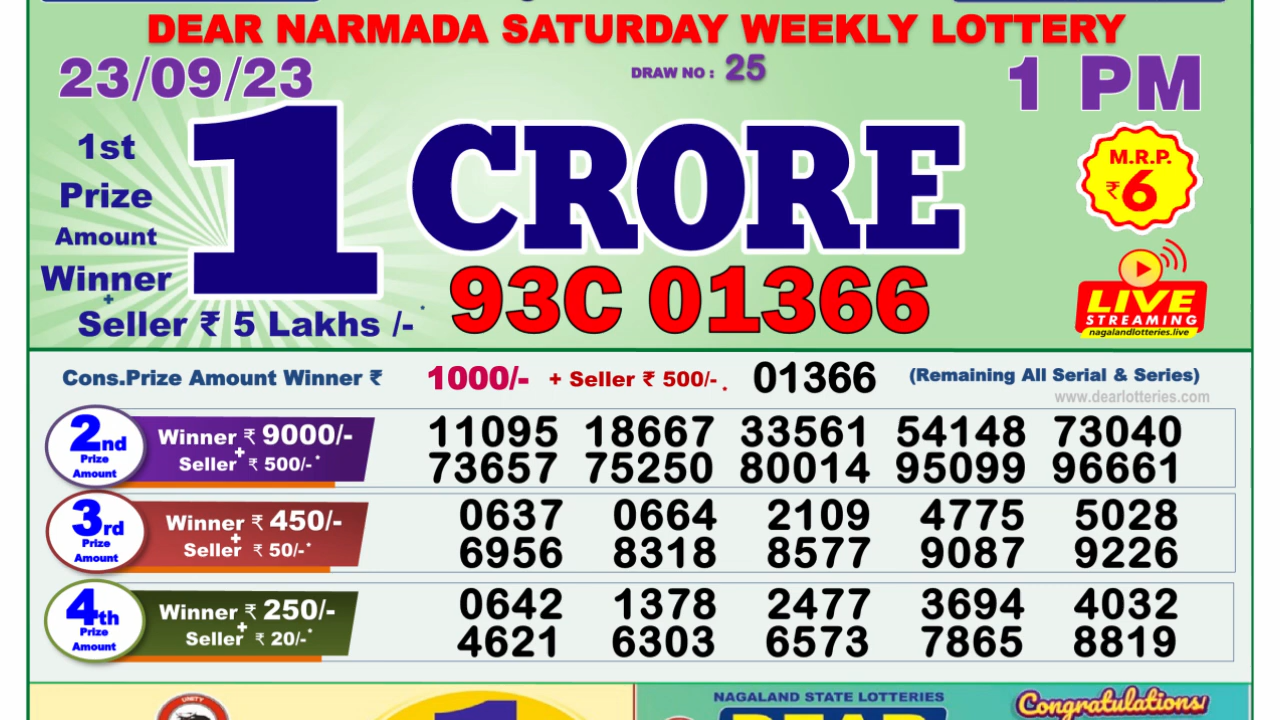 DEAR NARMADA SATURDAY WEEKLY LOTTERY
23/09/23
DRAW NO : 25
1 PM
1st
Prize
Amount
Winner
+
Seller ₹ 5 Lakhs /-*
1 CRORE
93C 01366
M.R.P.
₹6
LIVE
STREAMING
nagalandlotteries.live
Cons.Prize Amount Winner ₹ 1000/- + Seller ₹ 500/- . 01366 (Remaining All Serial & Series)
www.dearlotteries.com
2nd
Prize
Amount
Winner ₹ 9000/-
+
Seller ₹ 500/-*
11095 18667 33561 54148 73040
73657 75250 80014 95099 96661
3rd
Prize
Amount
Winner ₹ 450/-
+
Seller ₹ 50/-*
0637 0664 2109 4775 5028
6956 8318 8577 9087 9226
4th
Prize
Amount
Winner ₹ 250/-
+
Seller ₹ 20/-*
0642 1378 2477 3694 4032
4621 6303 6573 7865 8819
UNITY
1
NAGALAND STATE LOTTERIES
DEAR
Congratulations!